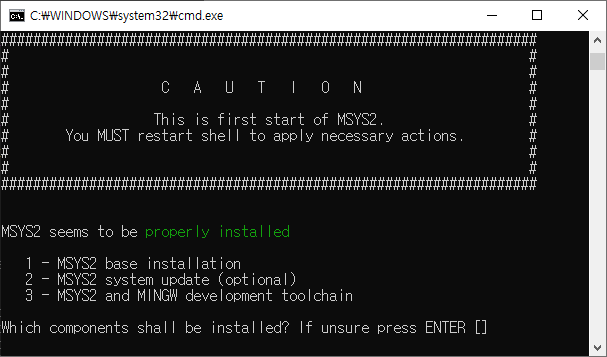 C:₩WINDOWS₩system32₩cmd.exe
###################################################################
#                                                                 #
#                                                                 #
#                   C   A   U   T   I   O   N                     #
#                                                                 #
#                  This is first start of MSYS2.                  #
#       You MUST restart shell to apply necessary actions.        #
#                                                                 #
#                                                                 #
###################################################################
MSYS2 seems to be properly installed
1 - MSYS2 base installation
2 - MSYS2 system update (optional)
3 - MSYS2 and MINGW development toolchain
Which components shall be installed? If unsure press ENTER []